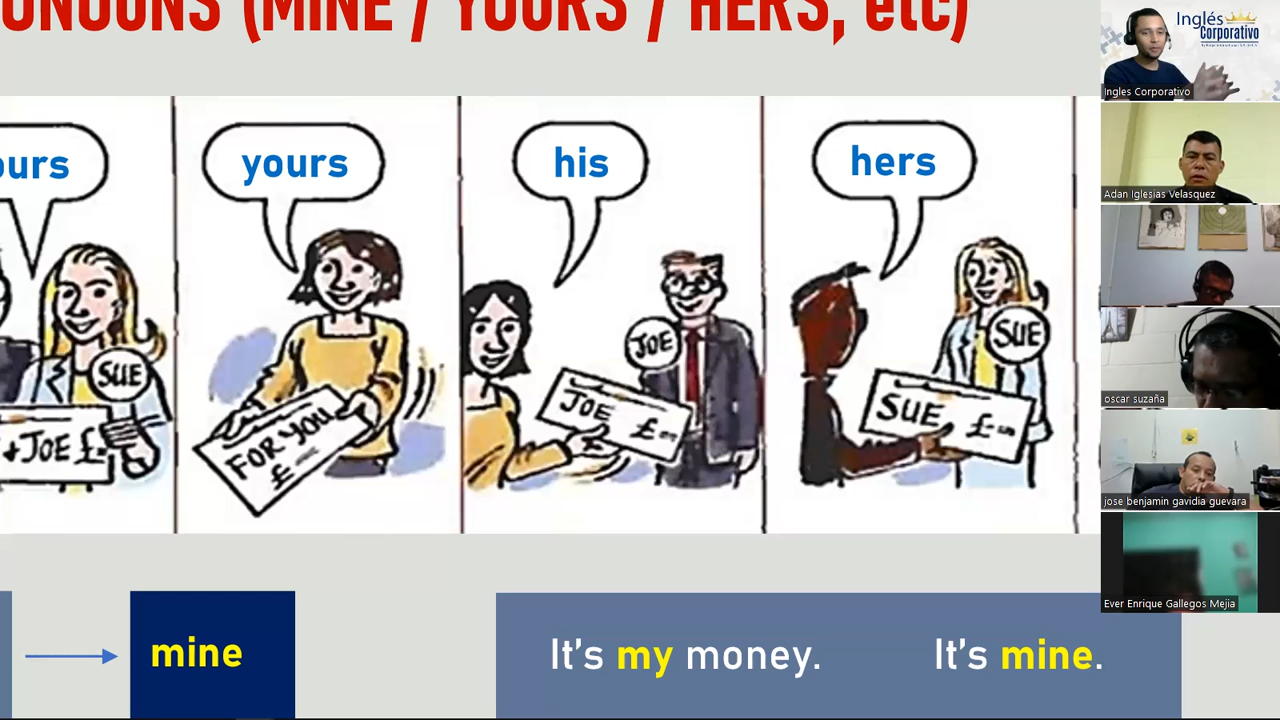 ONOUNS (MINE / YOURS / HERS, etc)
ours
yours
his
hers
SUE
+JOE £
FOR YOU
£
JOE
JOE £
SUE
SUE £
mine
It's my money.
It's mine.
Inglés
Corporativo
Ingles Corporativo
Adan Iglesias Velasquez
oscar suzaña
jose benjamin gavidia guevara
Ever Enrique Gallegos Mejia